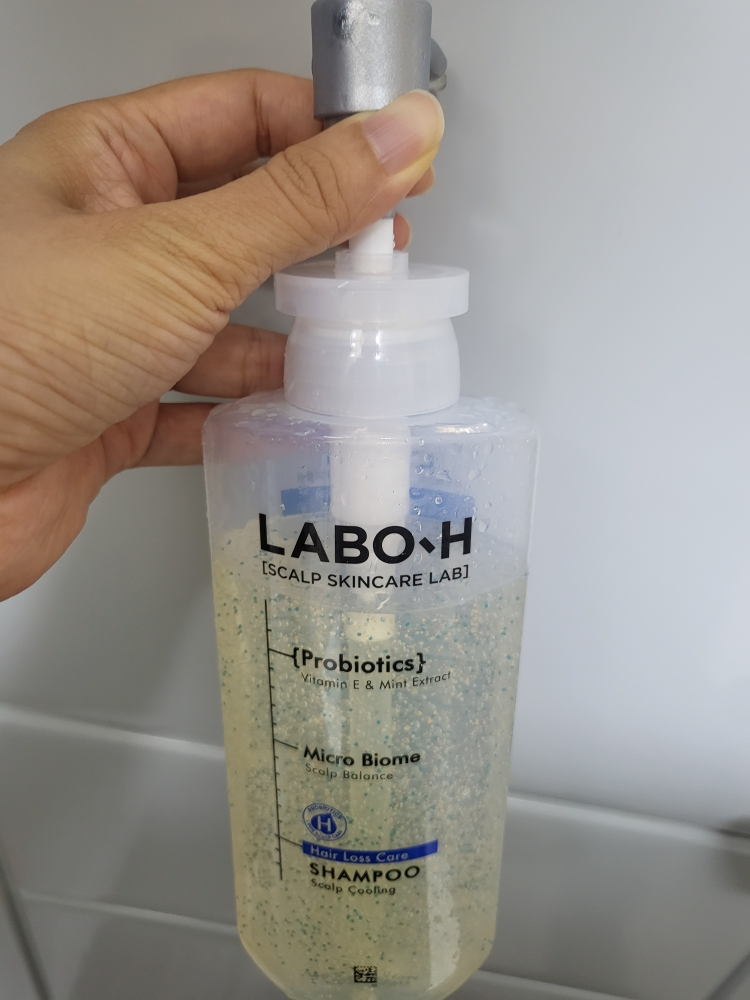 LABO◆H
[SCALP SKINCARE LAB]
{Probiotics}
Vitamin E & Mint Extract
Micro Biome
Scalp Balance
H
Hair Loss Care
SHAMPOO
Scalp Cooling